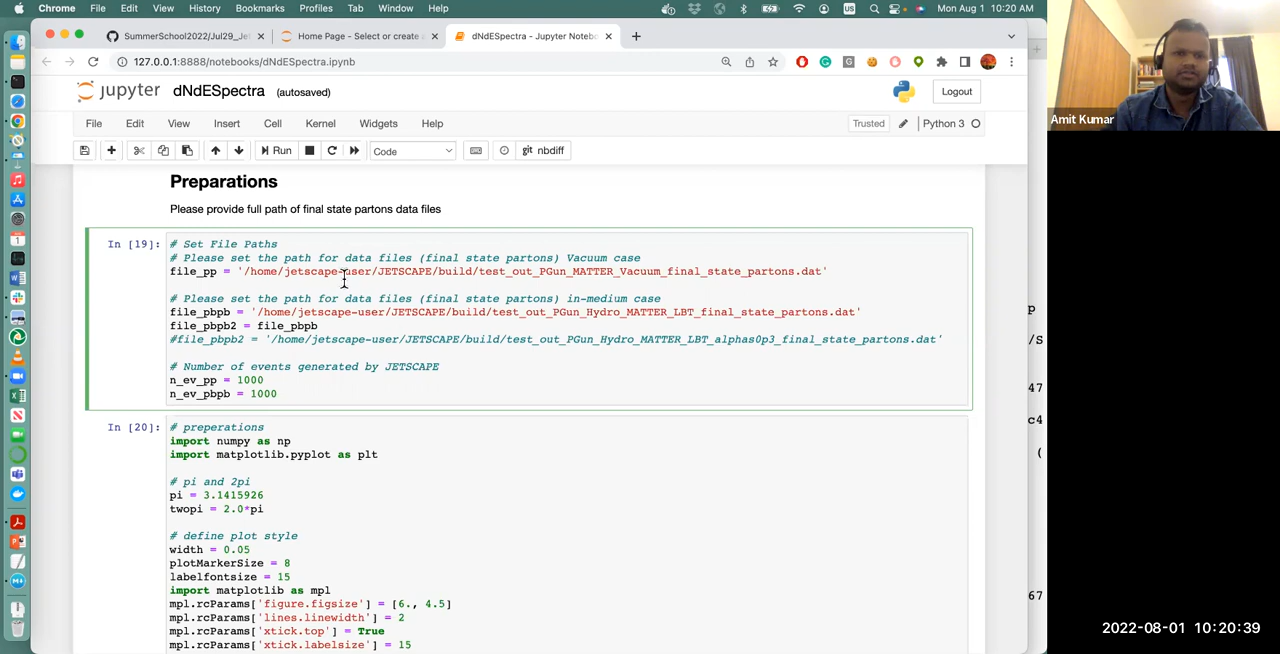 Chrome File Edit View History Bookmarks Profiles Tab Window Help
US
Mon Aug 1 10:20 AM
SummerSchool2022/Jul29_Je
Home Page - Select or create a
dNdESpectra - Jupyter Notebo
127.0.0.1:8888/notebooks/dNdESpectra.ipynb
jupyter dNdESpectra (autosaved)
Logout
File Edit View Insert Cell Kernel Widgets Help
Trusted
Python 3
Run
Code
git nbdiff
Preparations
Please provide full path of final state partons data files
In [19]:
# Set File Paths
# Please set the path for data files (final state partons) Vacuum case
file_pp = '/home/jetscape-user/JETSCAPE/build/test_out_PGun_MATTER_Vacuum_final_state_partons.dat'
# Please set the path for data files (final state partons) in-medium case
file_pbpb = '/home/jetscape-user/JETSCAPE/build/test_out_PGun_Hydro_MATTER_LBT_final_state_partons.dat'
file_pbpb2 = file_pbpb
#file_pbpb2 = '/home/jetscape-user/JETSCAPE/build/test_out_PGun_Hydro_MATTER_LBT_alphas0p3_final_state_partons.dat'
# Number of events generated by JETSCAPE
n_ev_pp = 1000
n_ev_pbpb = 1000
In [20]:
# preperations
import numpy as np
import matplotlib.pyplot as plt
# pi and 2pi
pi = 3.1415926
twopi = 2.0*pi
# define plot style
width = 0.05
plotMarkerSize = 8
labelfontsize = 15
import matplotlib as mpl
mpl.rcParams['figure.figsize'] = [6., 4.5]
mpl.rcParams['lines.linewidth'] = 2
mpl.rcParams['xtick.top'] = True
mpl.rcParams['xtick.labelsize'] = 15
p
/S
47
c4
(
67
Amit Kumar
2022-08-01 10:20:39